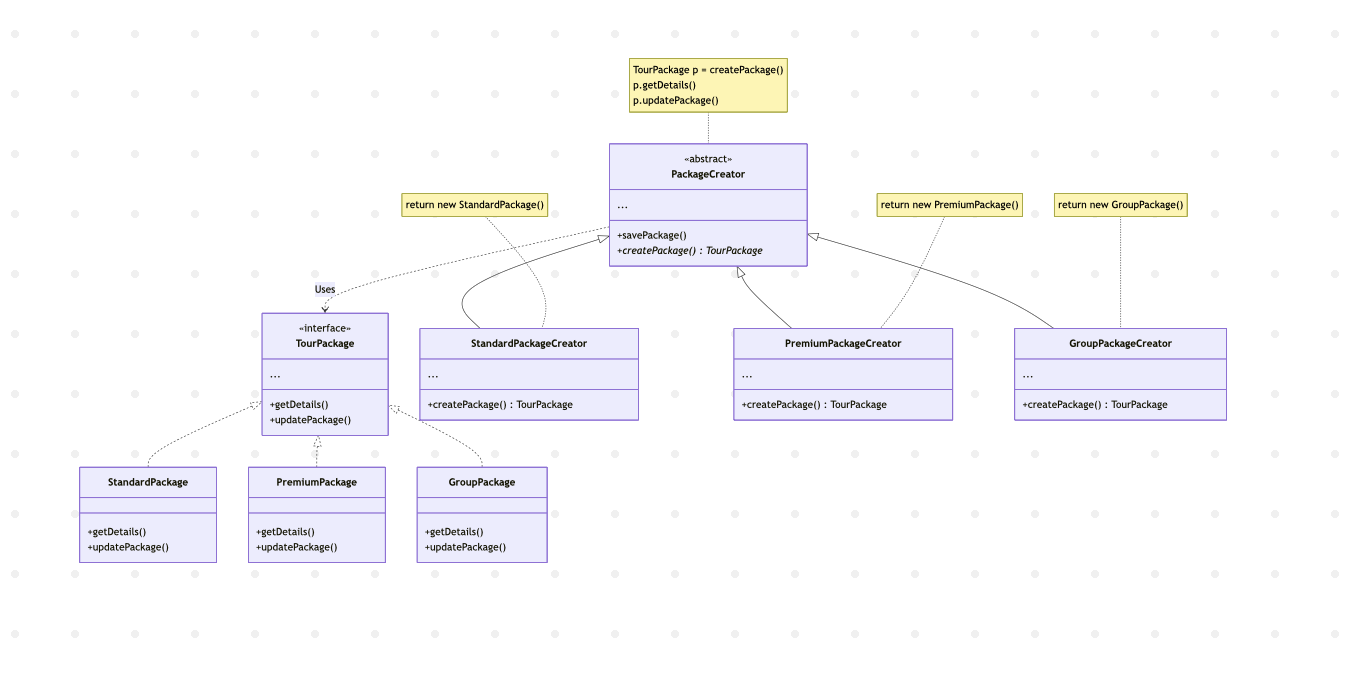 TourPackage p = createPackage()
p.getDetails()
p.updatePackage()
«abstract»
PackageCreator
...
+savePackage()
+createPackage() : TourPackage
return new StandardPackage()
return new PremiumPackage()
return new GroupPackage()
Uses
«interface»
TourPackage
...
+getDetails()
+updatePackage()
StandardPackageCreator
...
+createPackage() : TourPackage
PremiumPackageCreator
...
+createPackage() : TourPackage
GroupPackageCreator
...
+createPackage() : TourPackage
StandardPackage
+getDetails()
+updatePackage()
PremiumPackage
+getDetails()
+updatePackage()
GroupPackage
+getDetails()
+updatePackage()